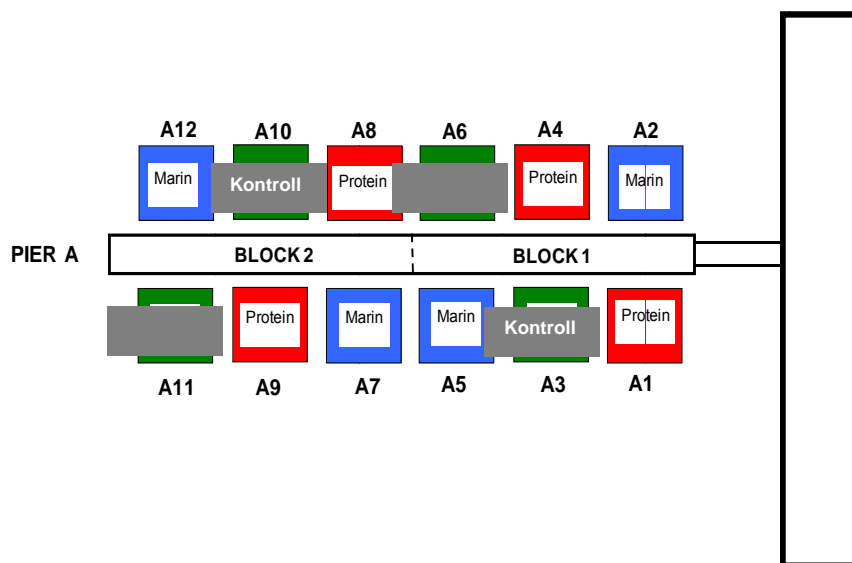 A12 A10 A8 A6 A4 A2
Marin Kontroll Protein Protein Marin
PIER A BLOCK 2 BLOCK 1
Protein Marin Marin Kontroll Protein
A11 A9 A7 A5 A3 A1